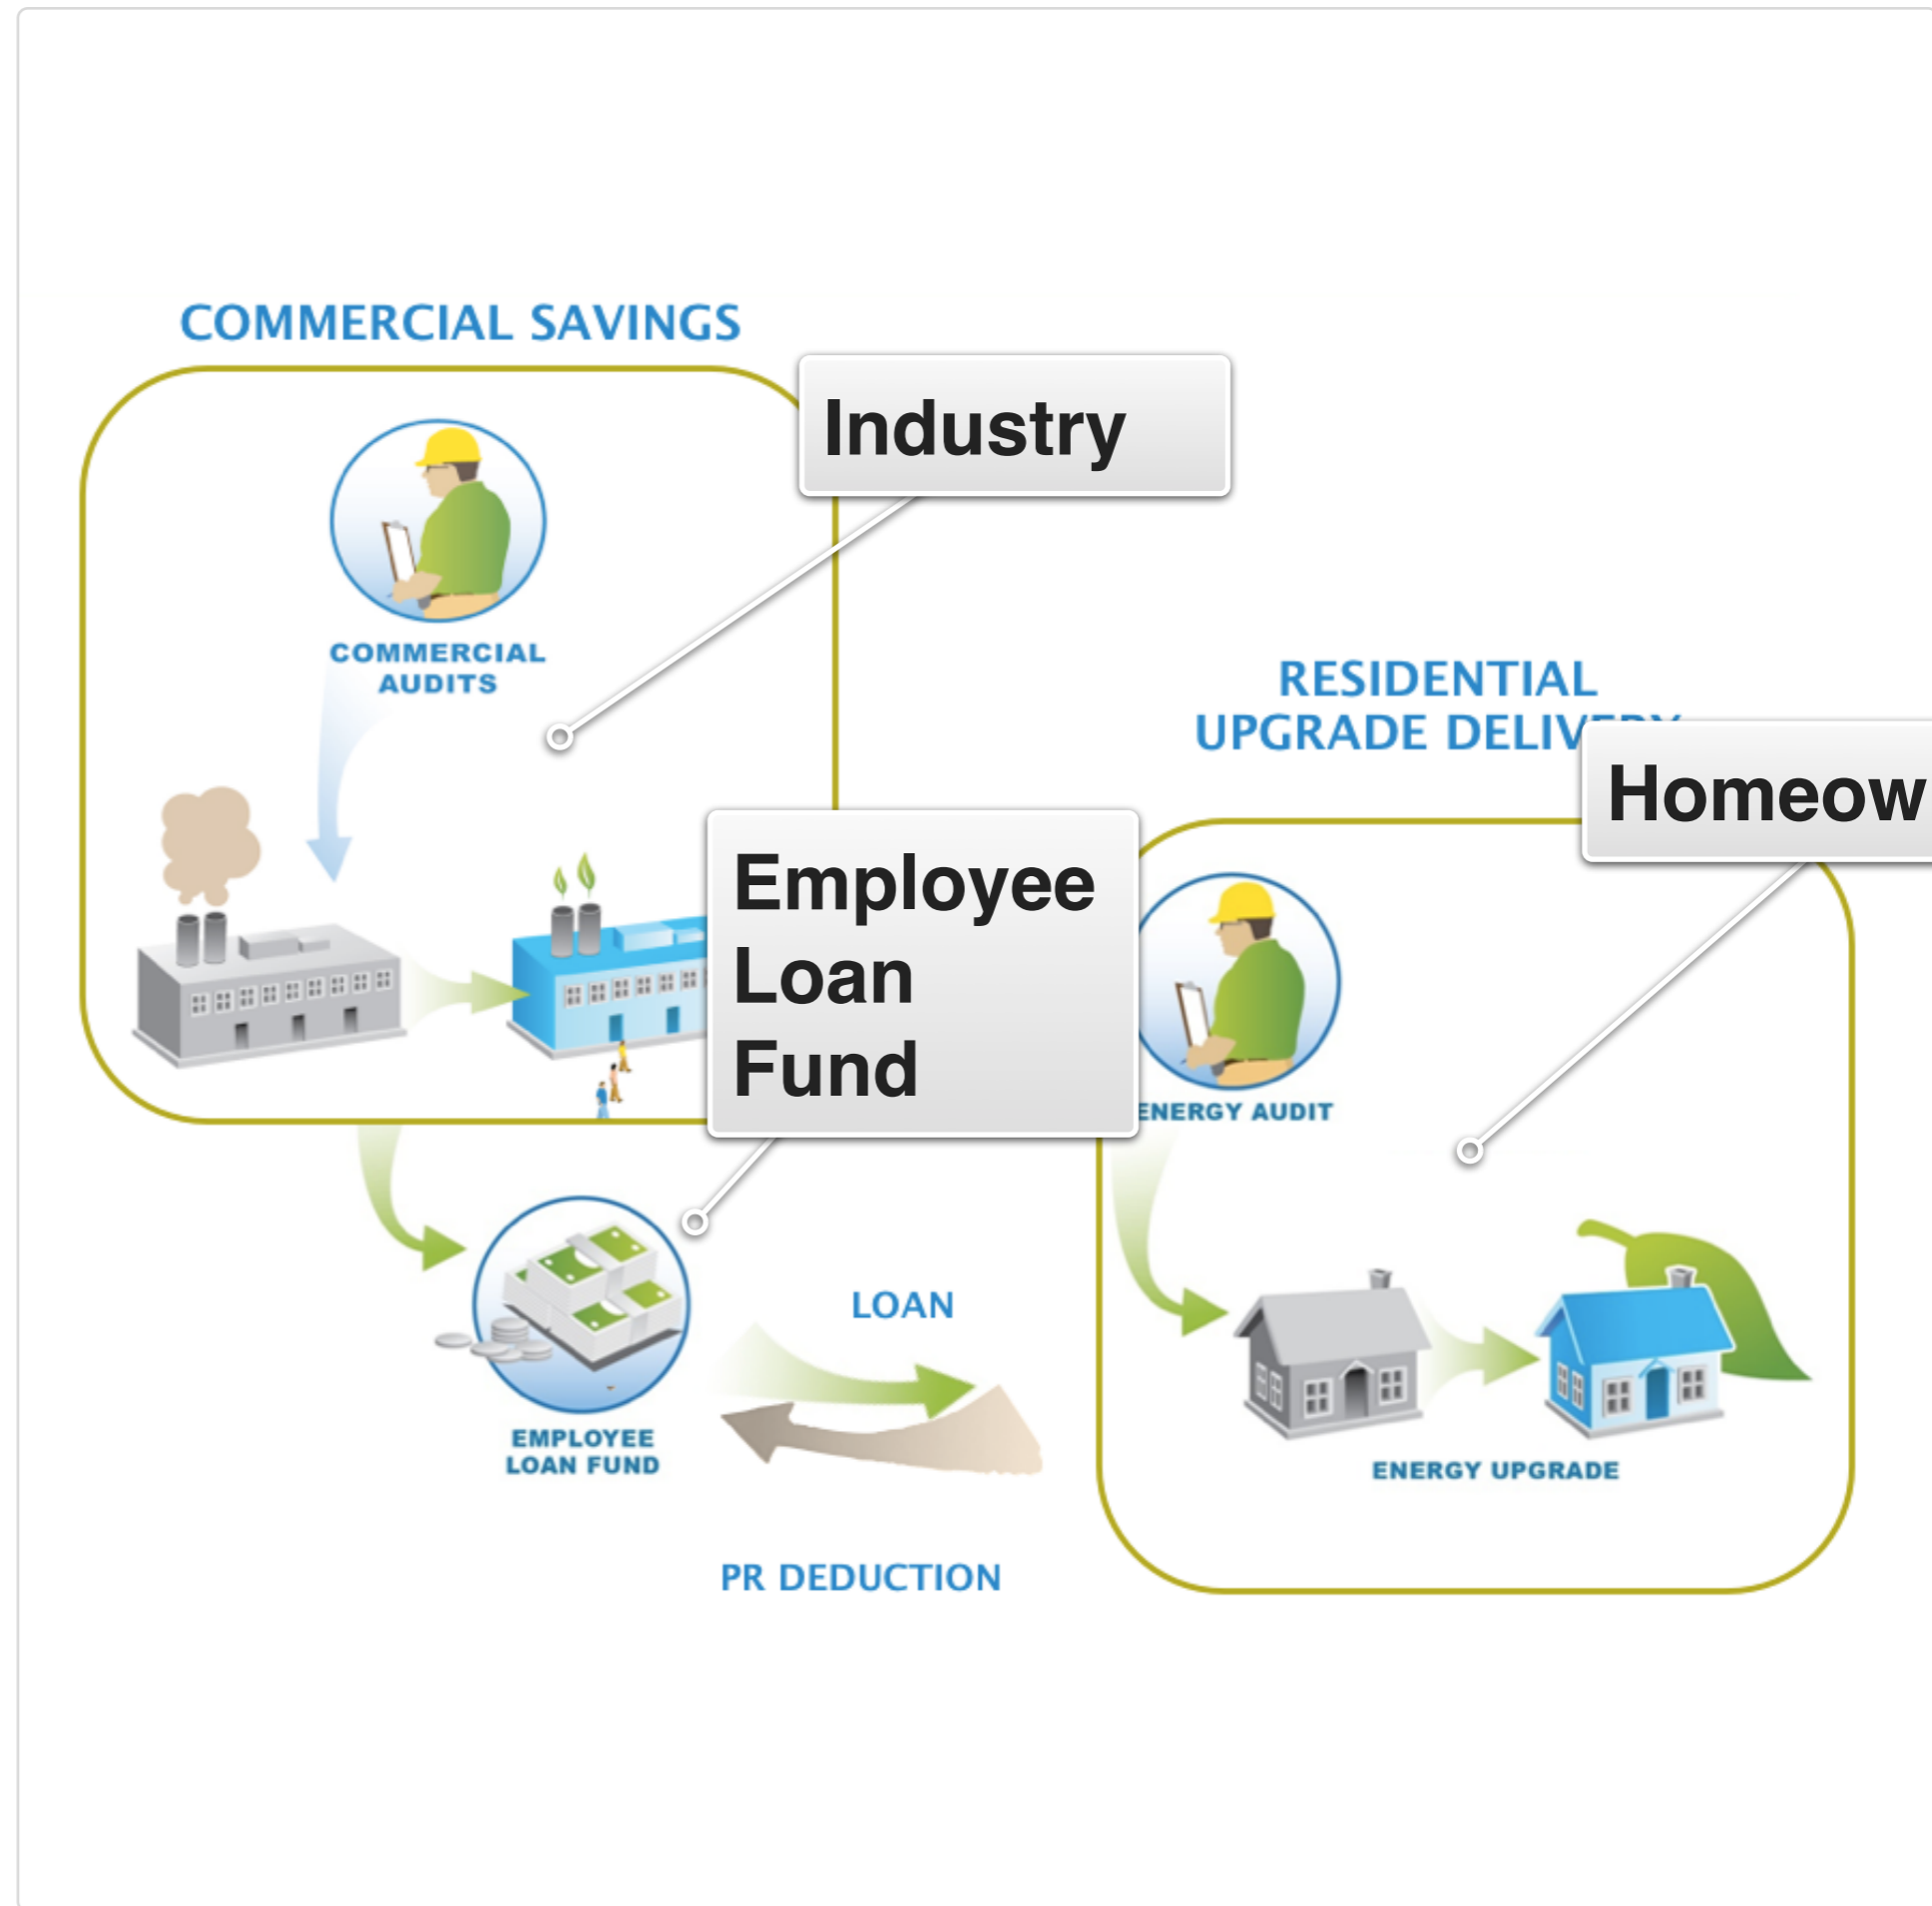 COMMERCIAL SAVINGS
Industry
COMMERCIAL
AUDITS
RESIDENTIAL
UPGRADE DELIVERY
Homeow
Employee
Loan
Fund
ENERGY AUDIT
LOAN
EMPLOYEE
LOAN FUND
ENERGY UPGRADE
PR DEDUCTION